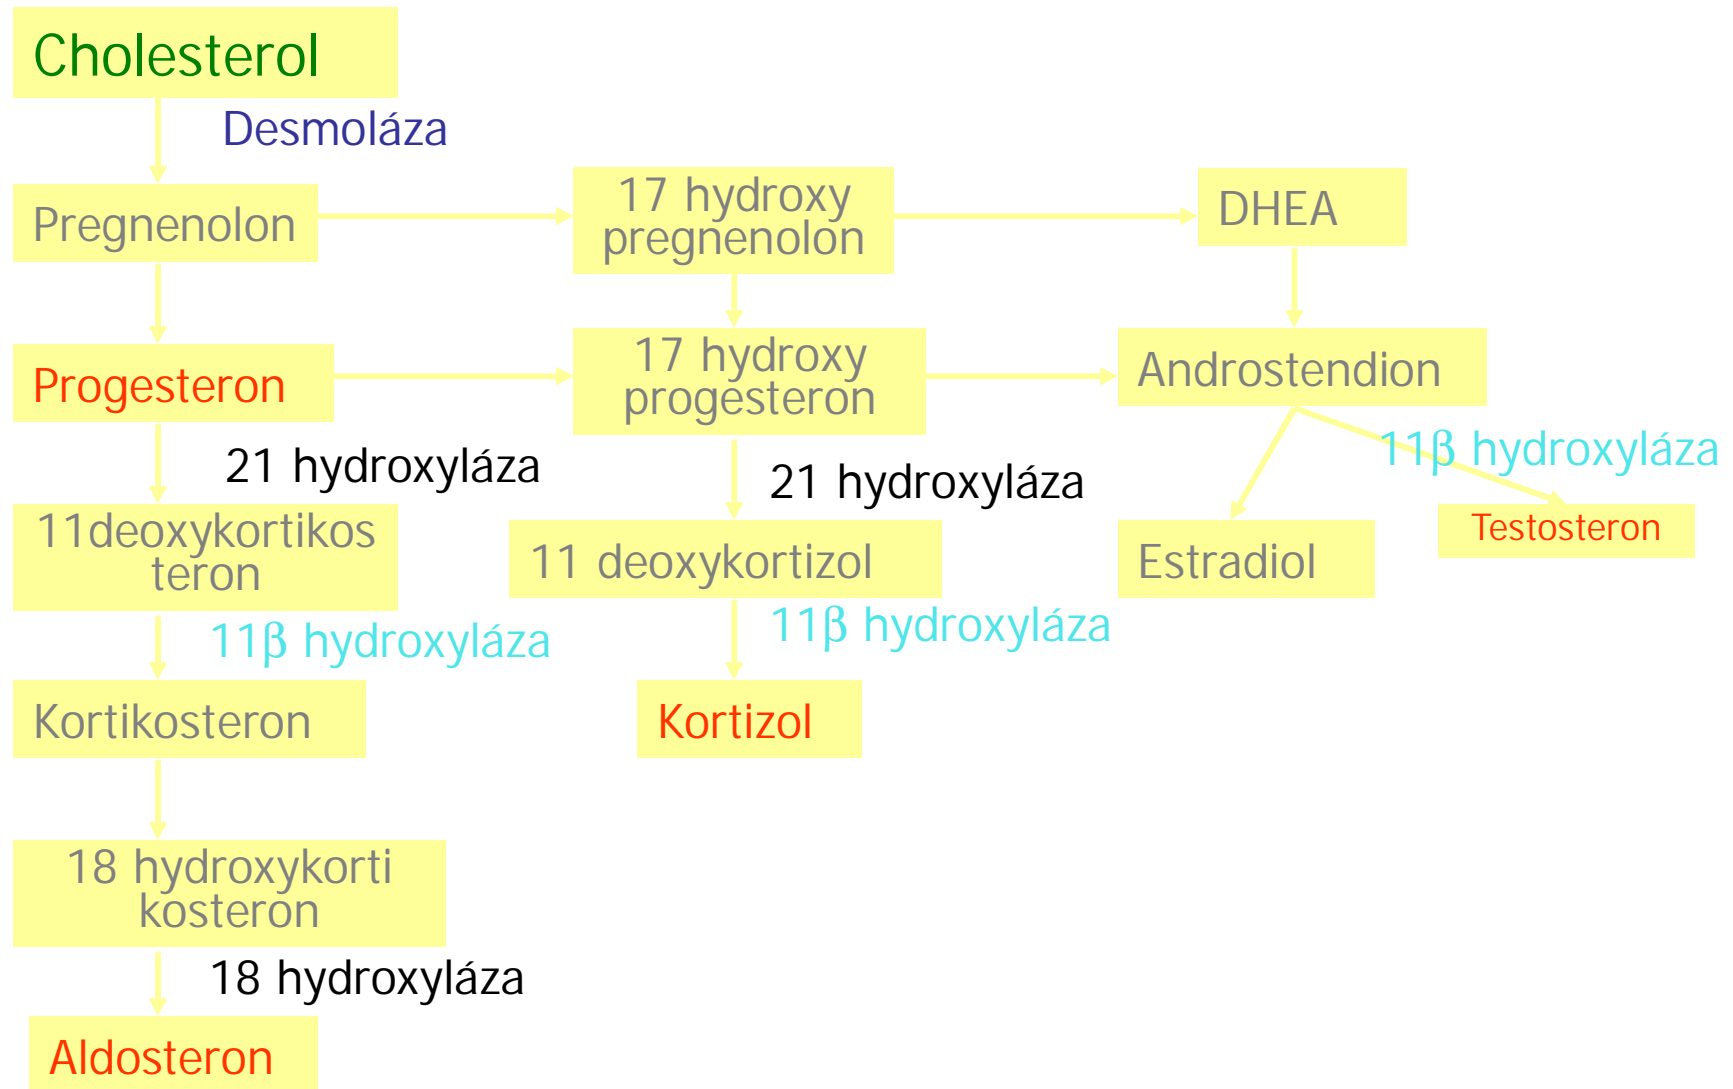 Cholesterol
Desmoláza
Pregnenolon
17 hydroxy
pregnenolon
DHEA
Progesteron
17 hydroxy
progesteron
Androstendion
21 hydroxyláza
21 hydroxyláza
11β hydroxyláza
11deoxykortikos
teron
11 deoxykortizol
Estradiol
Testosteron
11β hydroxyláza
11β hydroxyláza
Kortikosteron
Kortizol
18 hydroxykorti
kosteron
18 hydroxyláza
Aldosteron